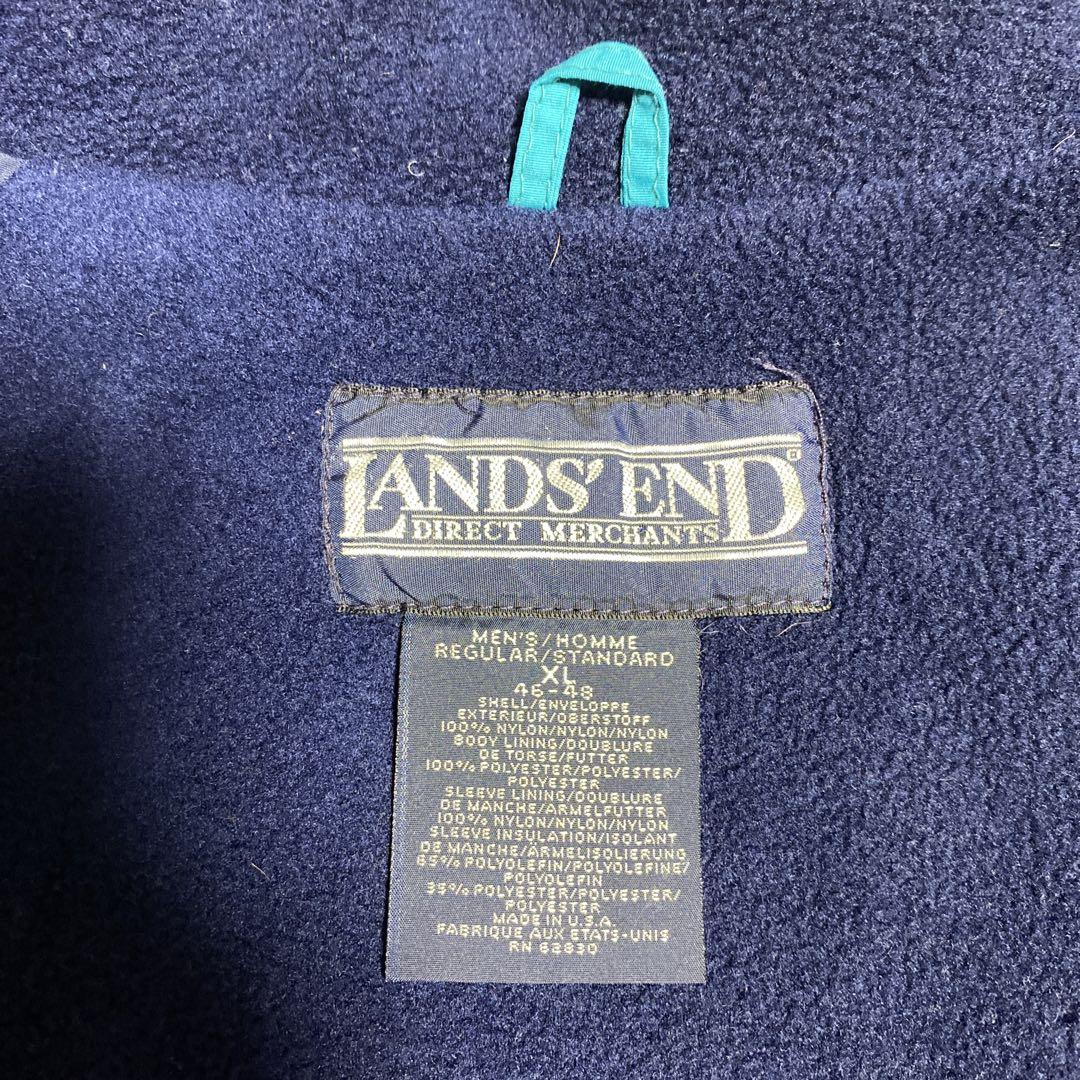 LANDS' END
DIRECT MERCHANTS
MEN'S/HOMME
REGULAR/STANDARD
XL
46-48
SHELL/ENVELOPPE
EXTERIEUR/OBERSTOFF
100% NYLON/NYLON/NYLON
BODY LINING/DOUBLURE
DE TORSE/FUTTER
100% POLYESTER/POLYESTER/
POLYESTER
SLEEVE LINING/DOUBLURE
DE MANCHE/ARMELFUTTER
100% NYLON/NYLON/NYLON
SLEEVE INSULATION/ISOLANT
DE MANCHE/ÄRMELISOLIERUNG
65% POLYOLEFIN/POLYOLEFINE/
POLYOLEFIN
35% POLYESTER/POLYESTER/
POLYESTER
MADE IN U.S.A.
FABRIQUE AUX ETATS-UNIS
RN 62830